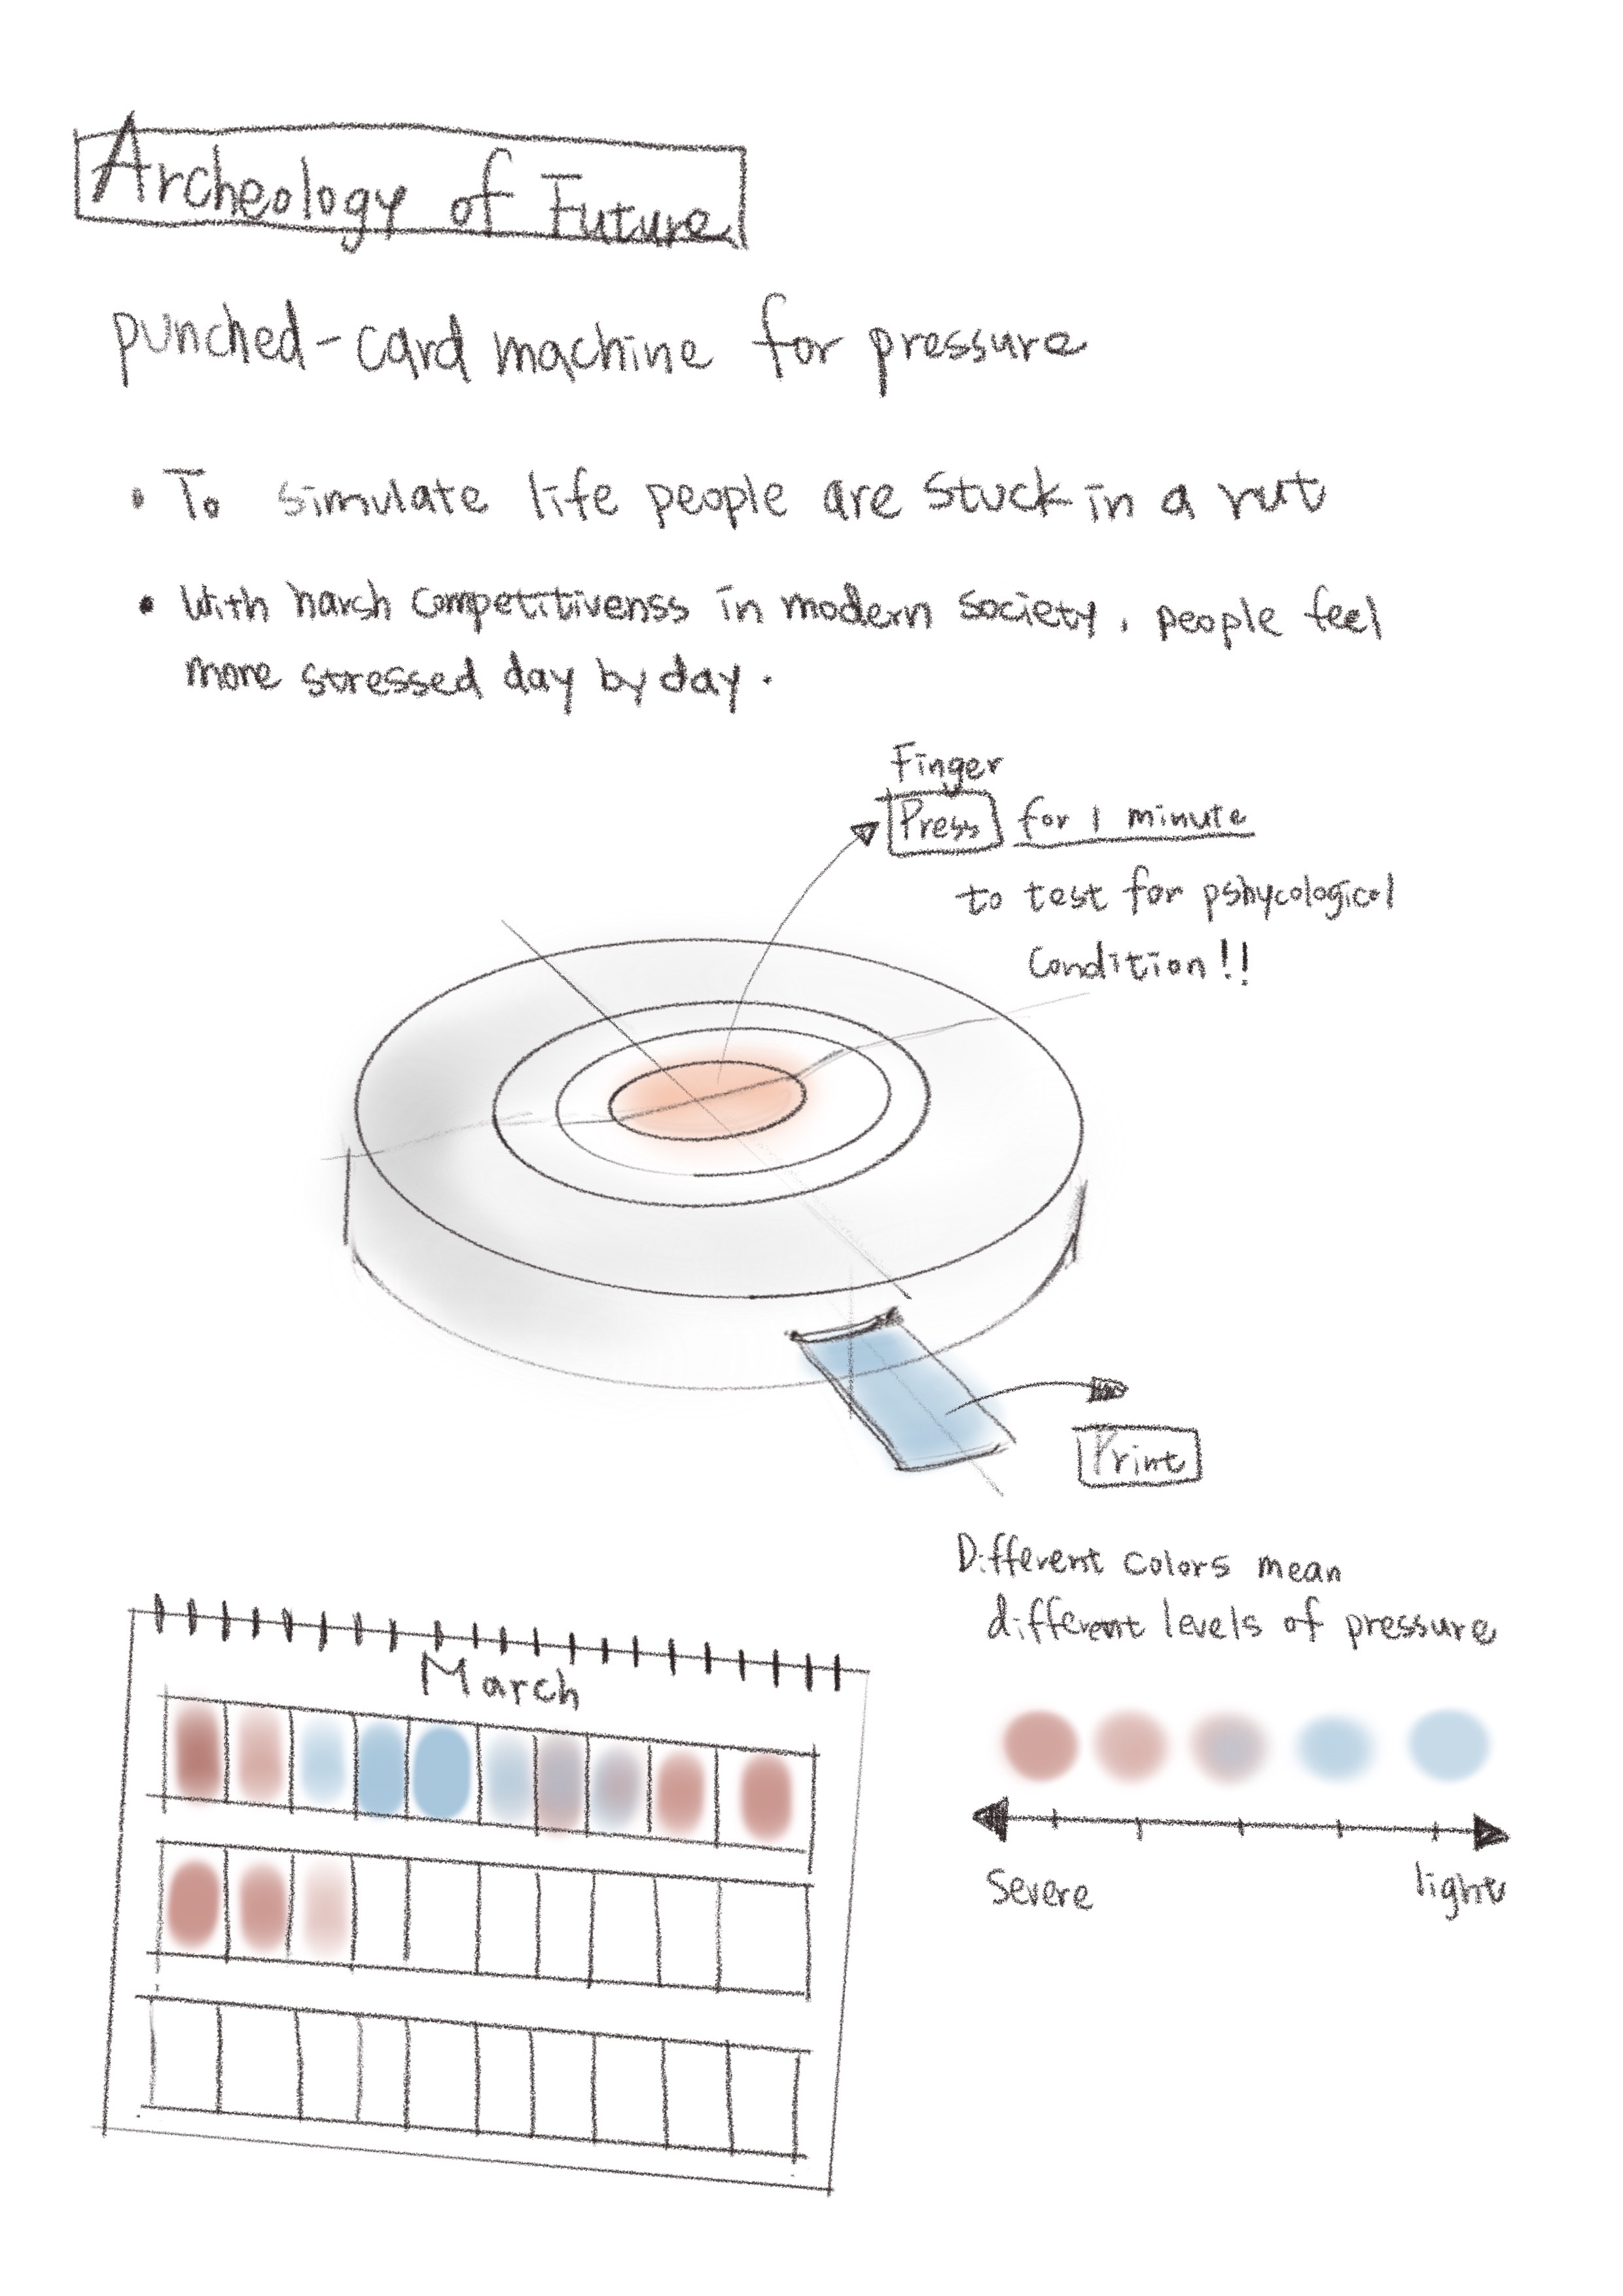 Archeology of Future
punched-card machine for pressure
• To simulate life people are stuck in a rut
• With harsh competitivenss in modern society, people feel
more stressed day by day.
Finger
Press for 1 minute
to test for pshycological
condition!!
Print
Different colors mean
different levels of pressure
March
Severe light